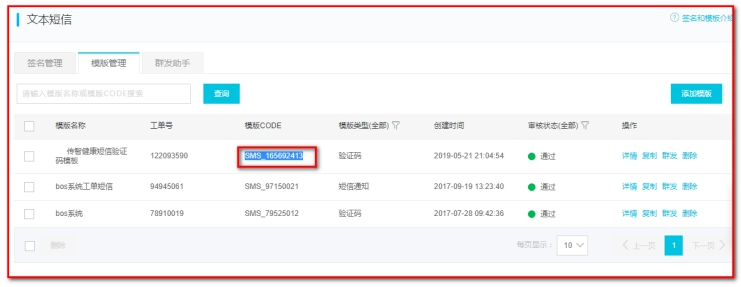 文本短信
签名和模板介绍
签名管理 模版管理 群发助手
请输入模版名称或模版CODE搜索 查询 添加模版
模版名称 工单号 模版CODE 模版类型(全部) 创建时间 审核状态(全部) 操作
传智健康短信验证
码模板 122093590 SMS_165692413 验证码 2019-05-21 21:04:54 通过 详情 复制 群发 删除
bos系统工单短信 94945061 SMS_97150021 短信通知 2017-09-19 13:23:40 通过 详情 复制 群发 删除
bos系统 78910019 SMS_79525012 验证码 2017-07-28 09:42:36 通过 详情 复制 群发 删除
删除 每页显示： 10 上一页 1 下一页